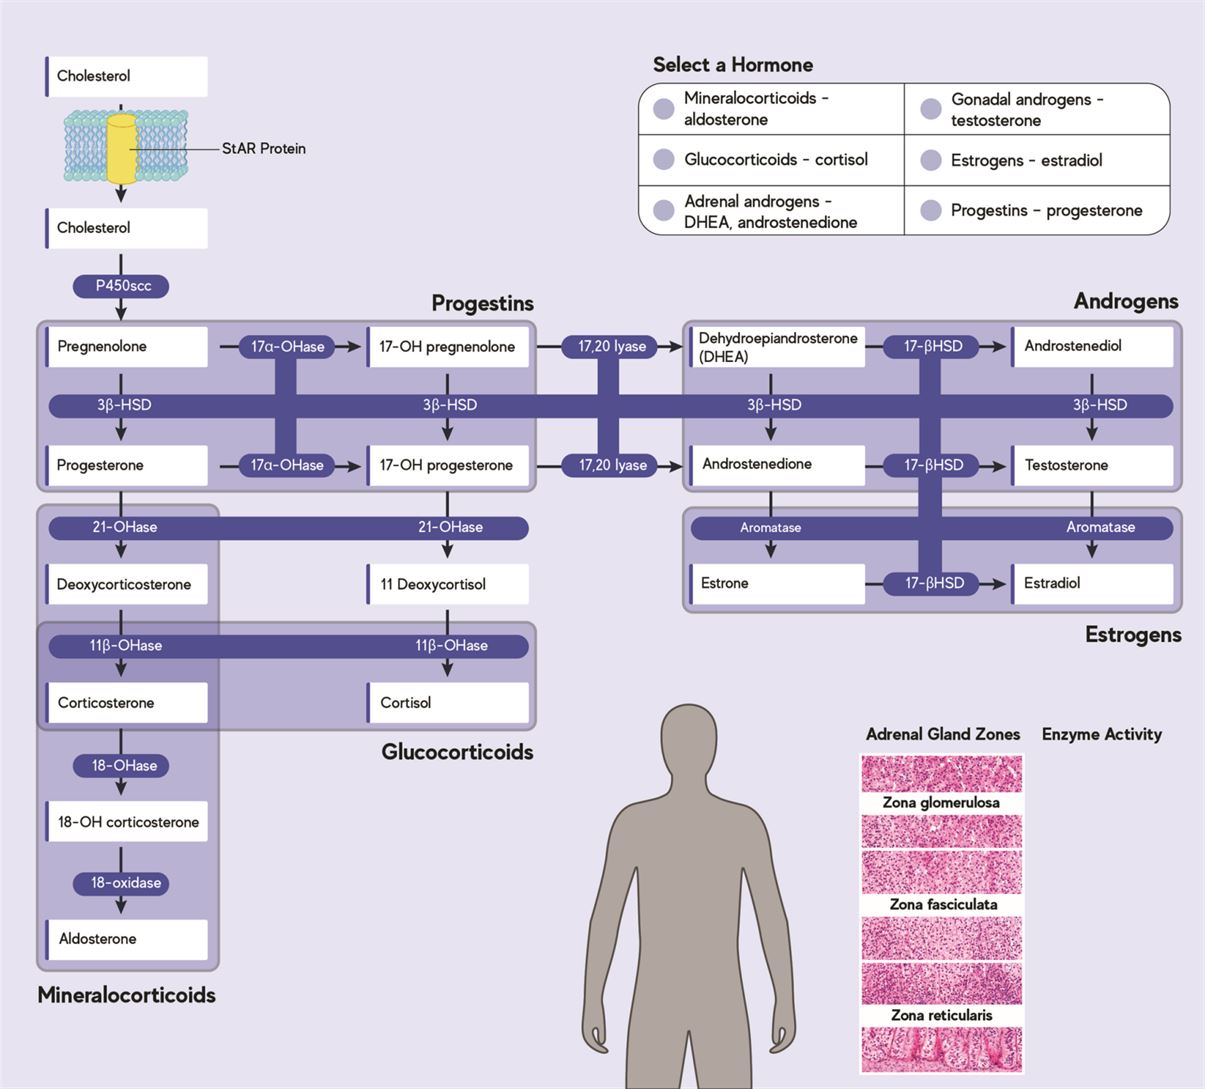 Cholesterol
StAR Protein
Cholesterol
P450scc
Select a Hormone
Mineralocorticoids -
aldosterone
Gonadal androgens -
testosterone
Glucocorticoids - cortisol
Estrogens - estradiol
Adrenal androgens -
DHEA, androstenedione
Progestins - progesterone
Progestins
Androgens
Pregnenolone
17α-OHase
17-OH pregnenolone
17,20 lyase
Dehydroepiandrosterone
(DHEA)
17-βHSD
Androstenediol
3β-HSD
3β-HSD
3β-HSD
3β-HSD
Progesterone
17α-OHase
17-OH progesterone
17,20 lyase
Androstenedione
17-βHSD
Testosterone
21-OHase
21-OHase
Aromatase
Aromatase
Deoxycorticosterone
11 Deoxycortisol
Estrone
17-βHSD
Estradiol
Estrogens
11β-OHase
11β-OHase
Corticosterone
Cortisol
Glucocorticoids
18-OHase
18-OH corticosterone
18-oxidase
Aldosterone
Mineralocorticoids
Adrenal Gland Zones
Enzyme Activity
Zona glomerulosa
Zona fasciculata
Zona reticularis